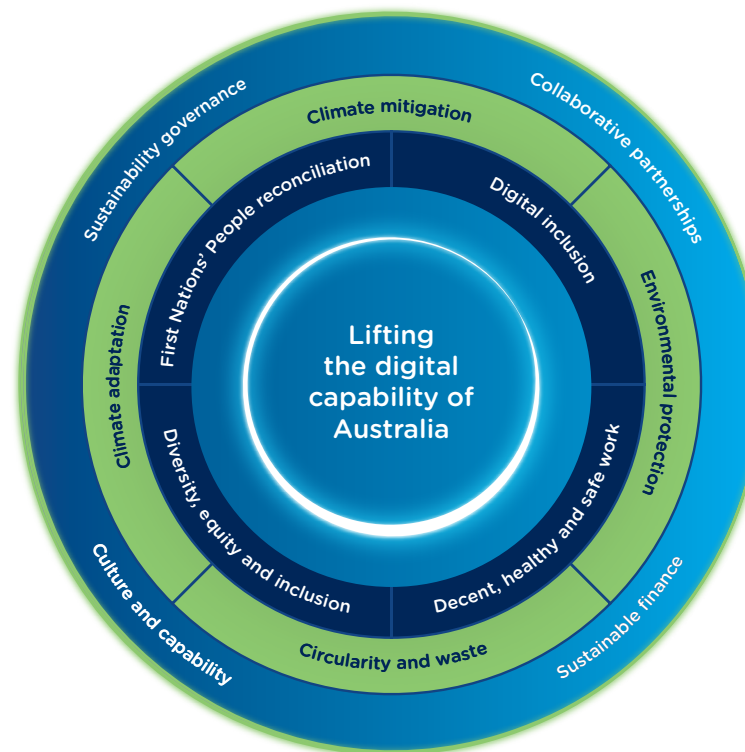 Sustainability governance
Collaborative partnerships
Climate mitigation
First Nations’ People reconciliation
Digital inclusion
Climate adaptation
Environmental protection
Lifting
the digital
capability of
Australia
Diversity, equity and inclusion
Decent, healthy and safe work
Circularity and waste
Culture and capability
Sustainable finance